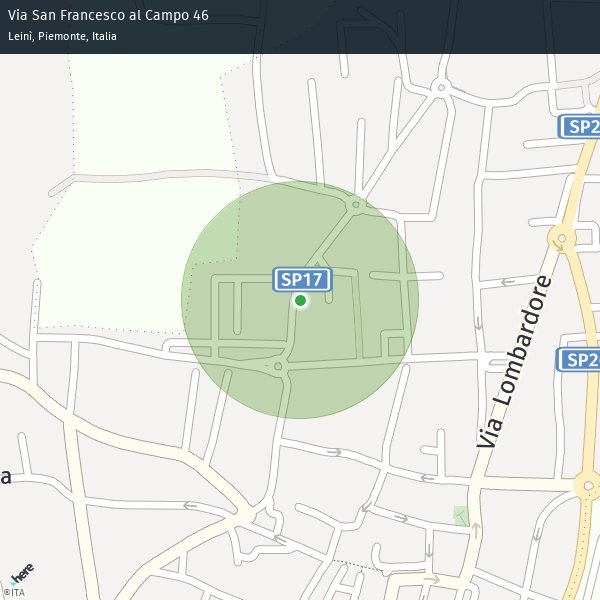 Via San Francesco al Campo 46
Leini, Piemonte, Italia
SP2
SP17
Via Lombardore
SP2
a
here
©ITA